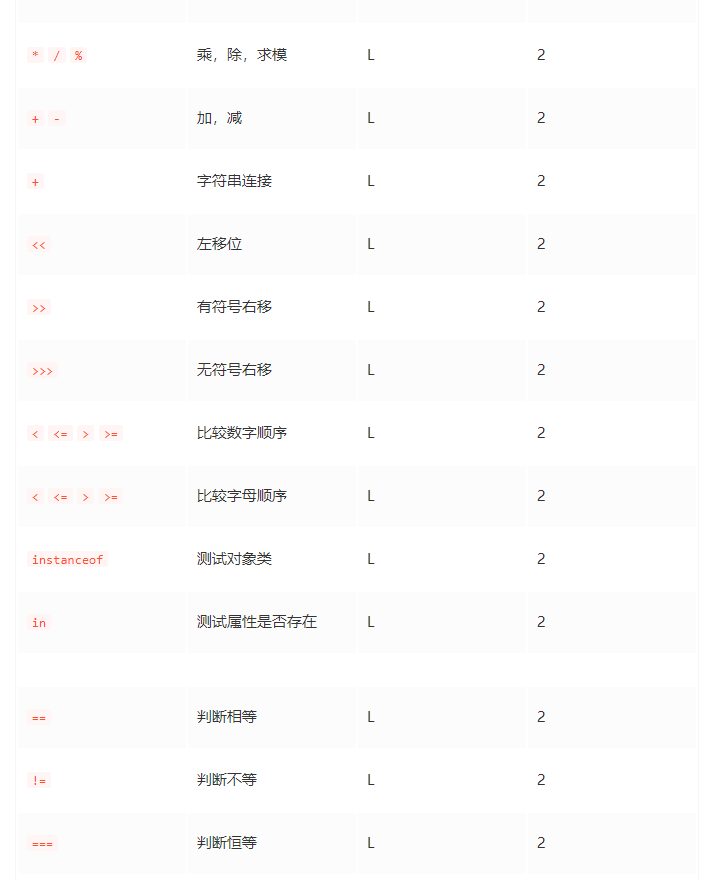 * / % 乘，除，求模 L 2
+ - 加，减 L 2
+ 字符串连接 L 2
<< 左移位 L 2
>> 有符号右移 L 2
>>> 无符号右移 L 2
< <= > >= 比较数字顺序 L 2
< <= > >= 比较字母顺序 L 2
instanceof 测试对象类 L 2
in 测试属性是否存在 L 2
== 判断相等 L 2
!= 判断不等 L 2
=== 判断恒等 L 2